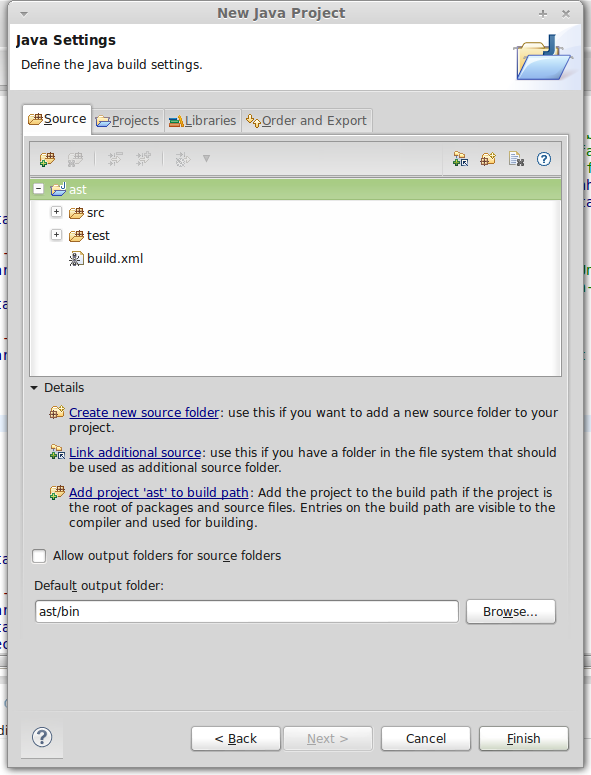 New Java Project
Java Settings
Define the Java build settings.
Source
Projects
Libraries
Order and Export
ast
src
test
build.xml
Details
Create new source folder: use this if you want to add a new source folder to your
project.
Link additional source: use this if you have a folder in the file system that should
be used as additional source folder.
Add project 'ast' to build path: Add the project to the build path if the project is
the root of packages and source files. Entries on the build path are visible to the
compiler and used for building.
Allow output folders for source folders
Default output folder:
ast/bin
Browse...
< Back
Next >
Cancel
Finish